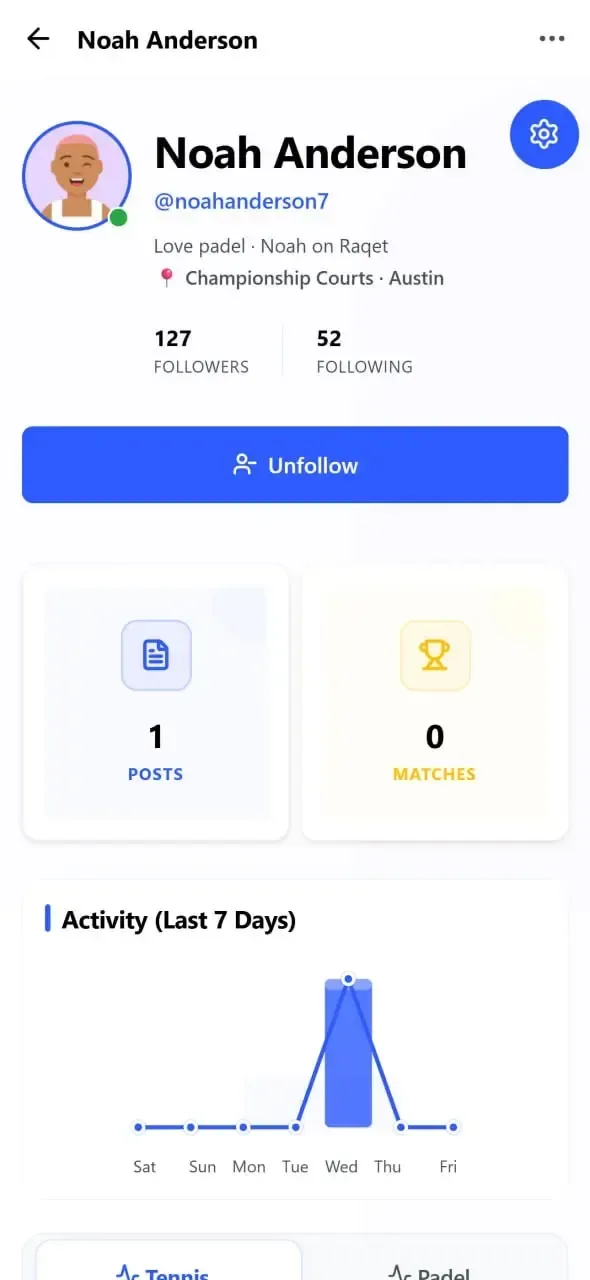 Noah Anderson
Noah Anderson
@noahanderson7
Love padel · Noah on Raqet
Championship Courts · Austin
127
FOLLOWERS
52
FOLLOWING
Unfollow
1
POSTS
0
MATCHES
Activity (Last 7 Days)
Sat Sun Mon Tue Wed Thu Fri
Tennis
Padel